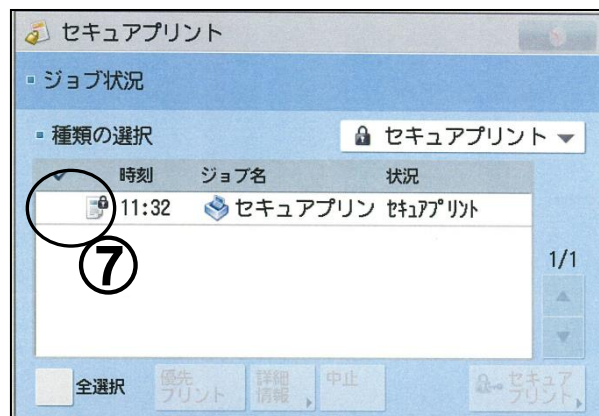 セキュアプリント
ジョブ状況
種類の選択
セキュアプリント
時刻 ジョブ名 状況
11:32 セキュアプリン セキュアプリント
⑦
1/1
全選択 優先プリント 詳細情報 中止 セキュアプリント